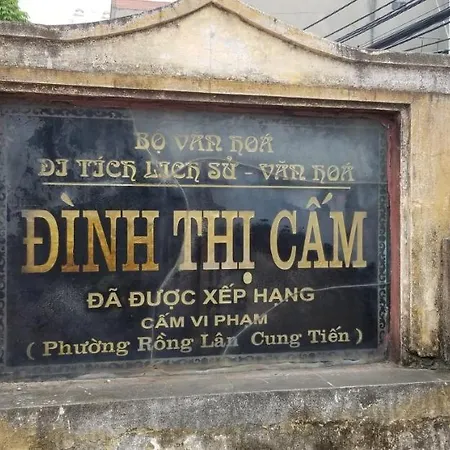 BỘ VĂN HOÁ
DI TÍCH LỊCH SỬ - VĂN HOÁ
ĐÌNH THỊ CẤM
ĐÃ ĐƯỢC XẾP HẠNG
CẤM VI PHẠM
( Phường Rồng Lân Cung Tiến )